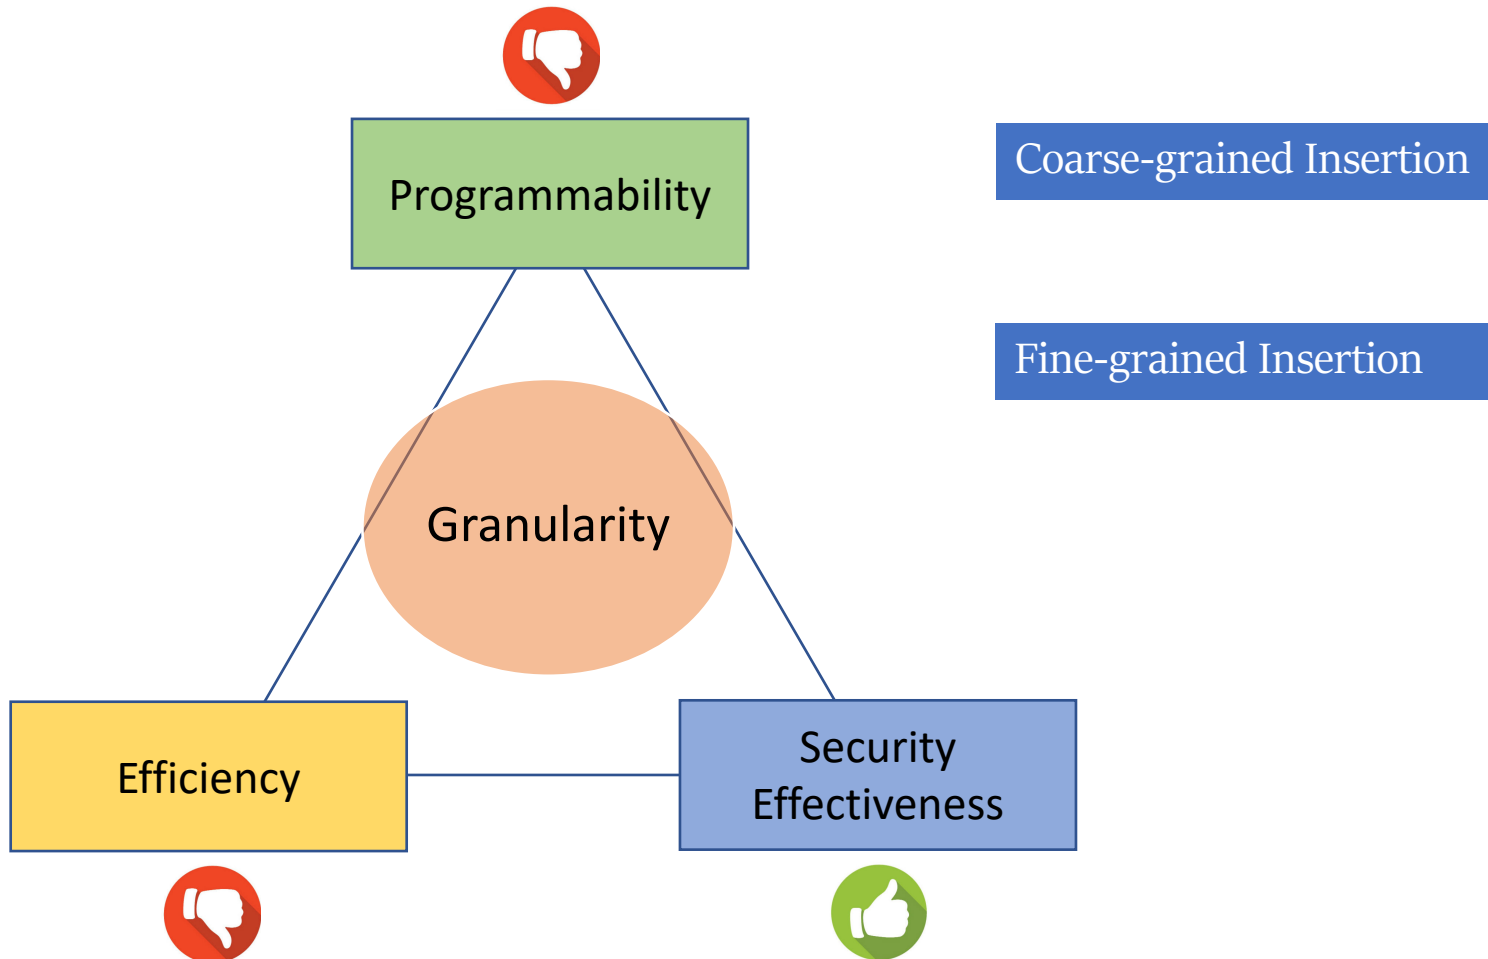 Programmability
Coarse-grained Insertion
Fine-grained Insertion
Granularity
Efficiency
Security
Effectiveness